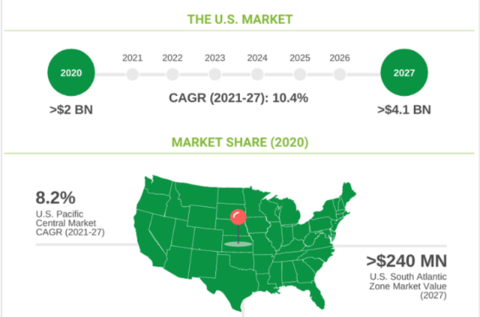 THE U.S. MARKET
2021 2022 2023 2024 2025 2026
2020 2027
CAGR (2021-27): 10.4%
>$2 BN >$4.1 BN
MARKET SHARE (2020)
8.2%
U.S. Pacific
Central Market
CAGR (2021-27)
>$240 MN
U.S. South Atlantic
Zone Market Value
(2027)